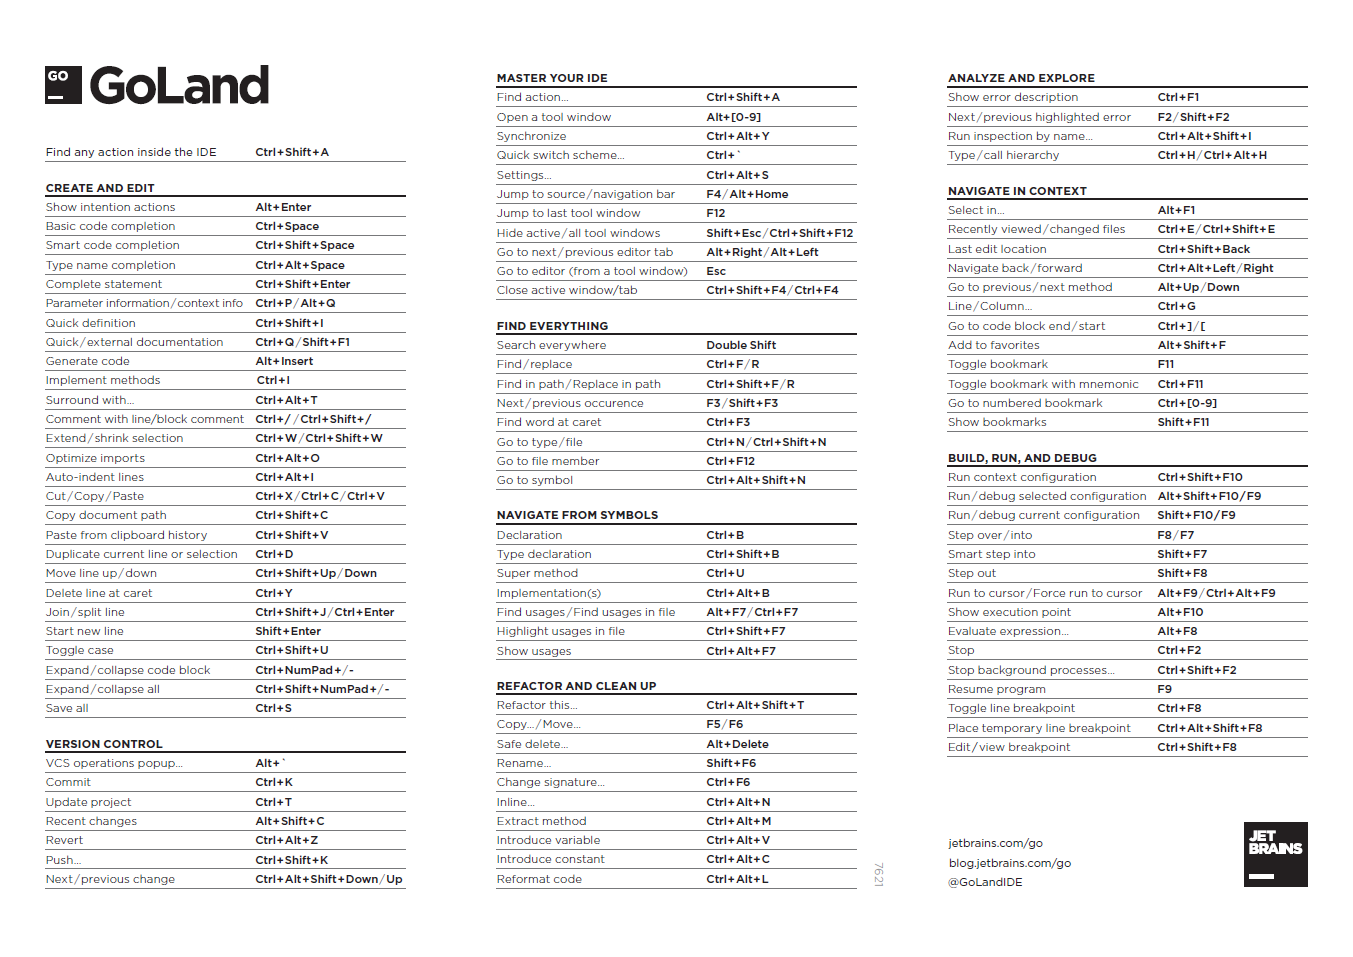 GO
GoLand
Find any action inside the IDE Ctrl+Shift+A
CREATE AND EDIT
Show intention actions Alt+Enter
Basic code completion Ctrl+Space
Smart code completion Ctrl+Shift+Space
Type name completion Ctrl+Alt+Space
Complete statement Ctrl+Shift+Enter
Parameter information/context info Ctrl+P/Alt+Q
Quick definition Ctrl+Shift+I
Quick/external documentation Ctrl+Q/Shift+F1
Generate code Alt+Insert
Implement methods Ctrl+I
Surround with... Ctrl+Alt+T
Comment with line/block comment Ctrl+//Ctrl+Shift+/
Extend/shrink selection Ctrl+W/Ctrl+Shift+W
Optimize imports Ctrl+Alt+O
Auto-indent lines Ctrl+Alt+I
Cut/Copy/Paste Ctrl+X/Ctrl+C/Ctrl+V
Copy document path Ctrl+Shift+C
Paste from clipboard history Ctrl+Shift+V
Duplicate current line or selection Ctrl+D
Move line up/down Ctrl+Shift+Up/Down
Delete line at caret Ctrl+Y
Join/split line Ctrl+Shift+J/Ctrl+Enter
Start new line Shift+Enter
Toggle case Ctrl+Shift+U
Expand/collapse code block Ctrl+NumPad+/-
Expand/collapse all Ctrl+Shift+NumPad+/-
Save all Ctrl+S
VERSION CONTROL
VCS operations popup... Alt+`
Commit Ctrl+K
Update project Ctrl+T
Recent changes Alt+Shift+C
Revert Ctrl+Alt+Z
Push... Ctrl+Shift+K
Next/previous change Ctrl+Alt+Shift+Down/Up
MASTER YOUR IDE
Find action... Ctrl+Shift+A
Open a tool window Alt+[0-9]
Synchronize Ctrl+Alt+Y
Quick switch scheme... Ctrl+`
Settings... Ctrl+Alt+S
Jump to source/navigation bar F4/Alt+Home
Jump to last tool window F12
Hide active/all tool windows Shift+Esc/Ctrl+Shift+F12
Go to next/previous editor tab Alt+Right/Alt+Left
Go to editor (from a tool window) Esc
Close active window/tab Ctrl+Shift+F4/Ctrl+F4
FIND EVERYTHING
Search everywhere Double Shift
Find/replace Ctrl+F/R
Find in path/Replace in path Ctrl+Shift+F/R
Next/previous occurence F3/Shift+F3
Find word at caret Ctrl+F3
Go to type/file Ctrl+N/Ctrl+Shift+N
Go to file member Ctrl+F12
Go to symbol Ctrl+Alt+Shift+N
NAVIGATE FROM SYMBOLS
Declaration Ctrl+B
Type declaration Ctrl+Shift+B
Super method Ctrl+U
Implementation(s) Ctrl+Alt+B
Find usages/Find usages in file Alt+F7/Ctrl+F7
Highlight usages in file Ctrl+Shift+F7
Show usages Ctrl+Alt+F7
REFACTOR AND CLEAN UP
Refactor this... Ctrl+Alt+Shift+T
Copy.../Move... F5/F6
Safe delete... Alt+Delete
Rename... Shift+F6
Change signature... Ctrl+F6
Inline... Ctrl+Alt+N
Extract method Ctrl+Alt+M
Introduce variable Ctrl+Alt+V
Introduce constant Ctrl+Alt+C
Reformat code Ctrl+Alt+L
7621
ANALYZE AND EXPLORE
Show error description Ctrl+F1
Next/previous highlighted error F2/Shift+F2
Run inspection by name... Ctrl+Alt+Shift+I
Type/call hierarchy Ctrl+H/Ctrl+Alt+H
NAVIGATE IN CONTEXT
Select in... Alt+F1
Recently viewed/changed files Ctrl+E/Ctrl+Shift+E
Last edit location Ctrl+Shift+Back
Navigate back/forward Ctrl+Alt+Left/Right
Go to previous/next method Alt+Up/Down
Line/Column... Ctrl+G
Go to code block end/start Ctrl+]/[
Add to favorites Alt+Shift+F
Toggle bookmark F11
Toggle bookmark with mnemonic Ctrl+F11
Go to numbered bookmark Ctrl+[0-9]
Show bookmarks Shift+F11
BUILD, RUN, AND DEBUG
Run context configuration Ctrl+Shift+F10
Run/debug selected configuration Alt+Shift+F10/F9
Run/debug current configuration Shift+F10/F9
Step over/into F8/F7
Smart step into Shift+F7
Step out Shift+F8
Run to cursor/Force run to cursor Alt+F9/Ctrl+Alt+F9
Show execution point Alt+F10
Evaluate expression... Alt+F8
Stop Ctrl+F2
Stop background processes... Ctrl+Shift+F2
Resume program F9
Toggle line breakpoint Ctrl+F8
Place temporary line breakpoint Ctrl+Alt+Shift+F8
Edit/view breakpoint Ctrl+Shift+F8
jetbrains.com/go
blog.jetbrains.com/go
@GoLandIDE
JET
BRAINS